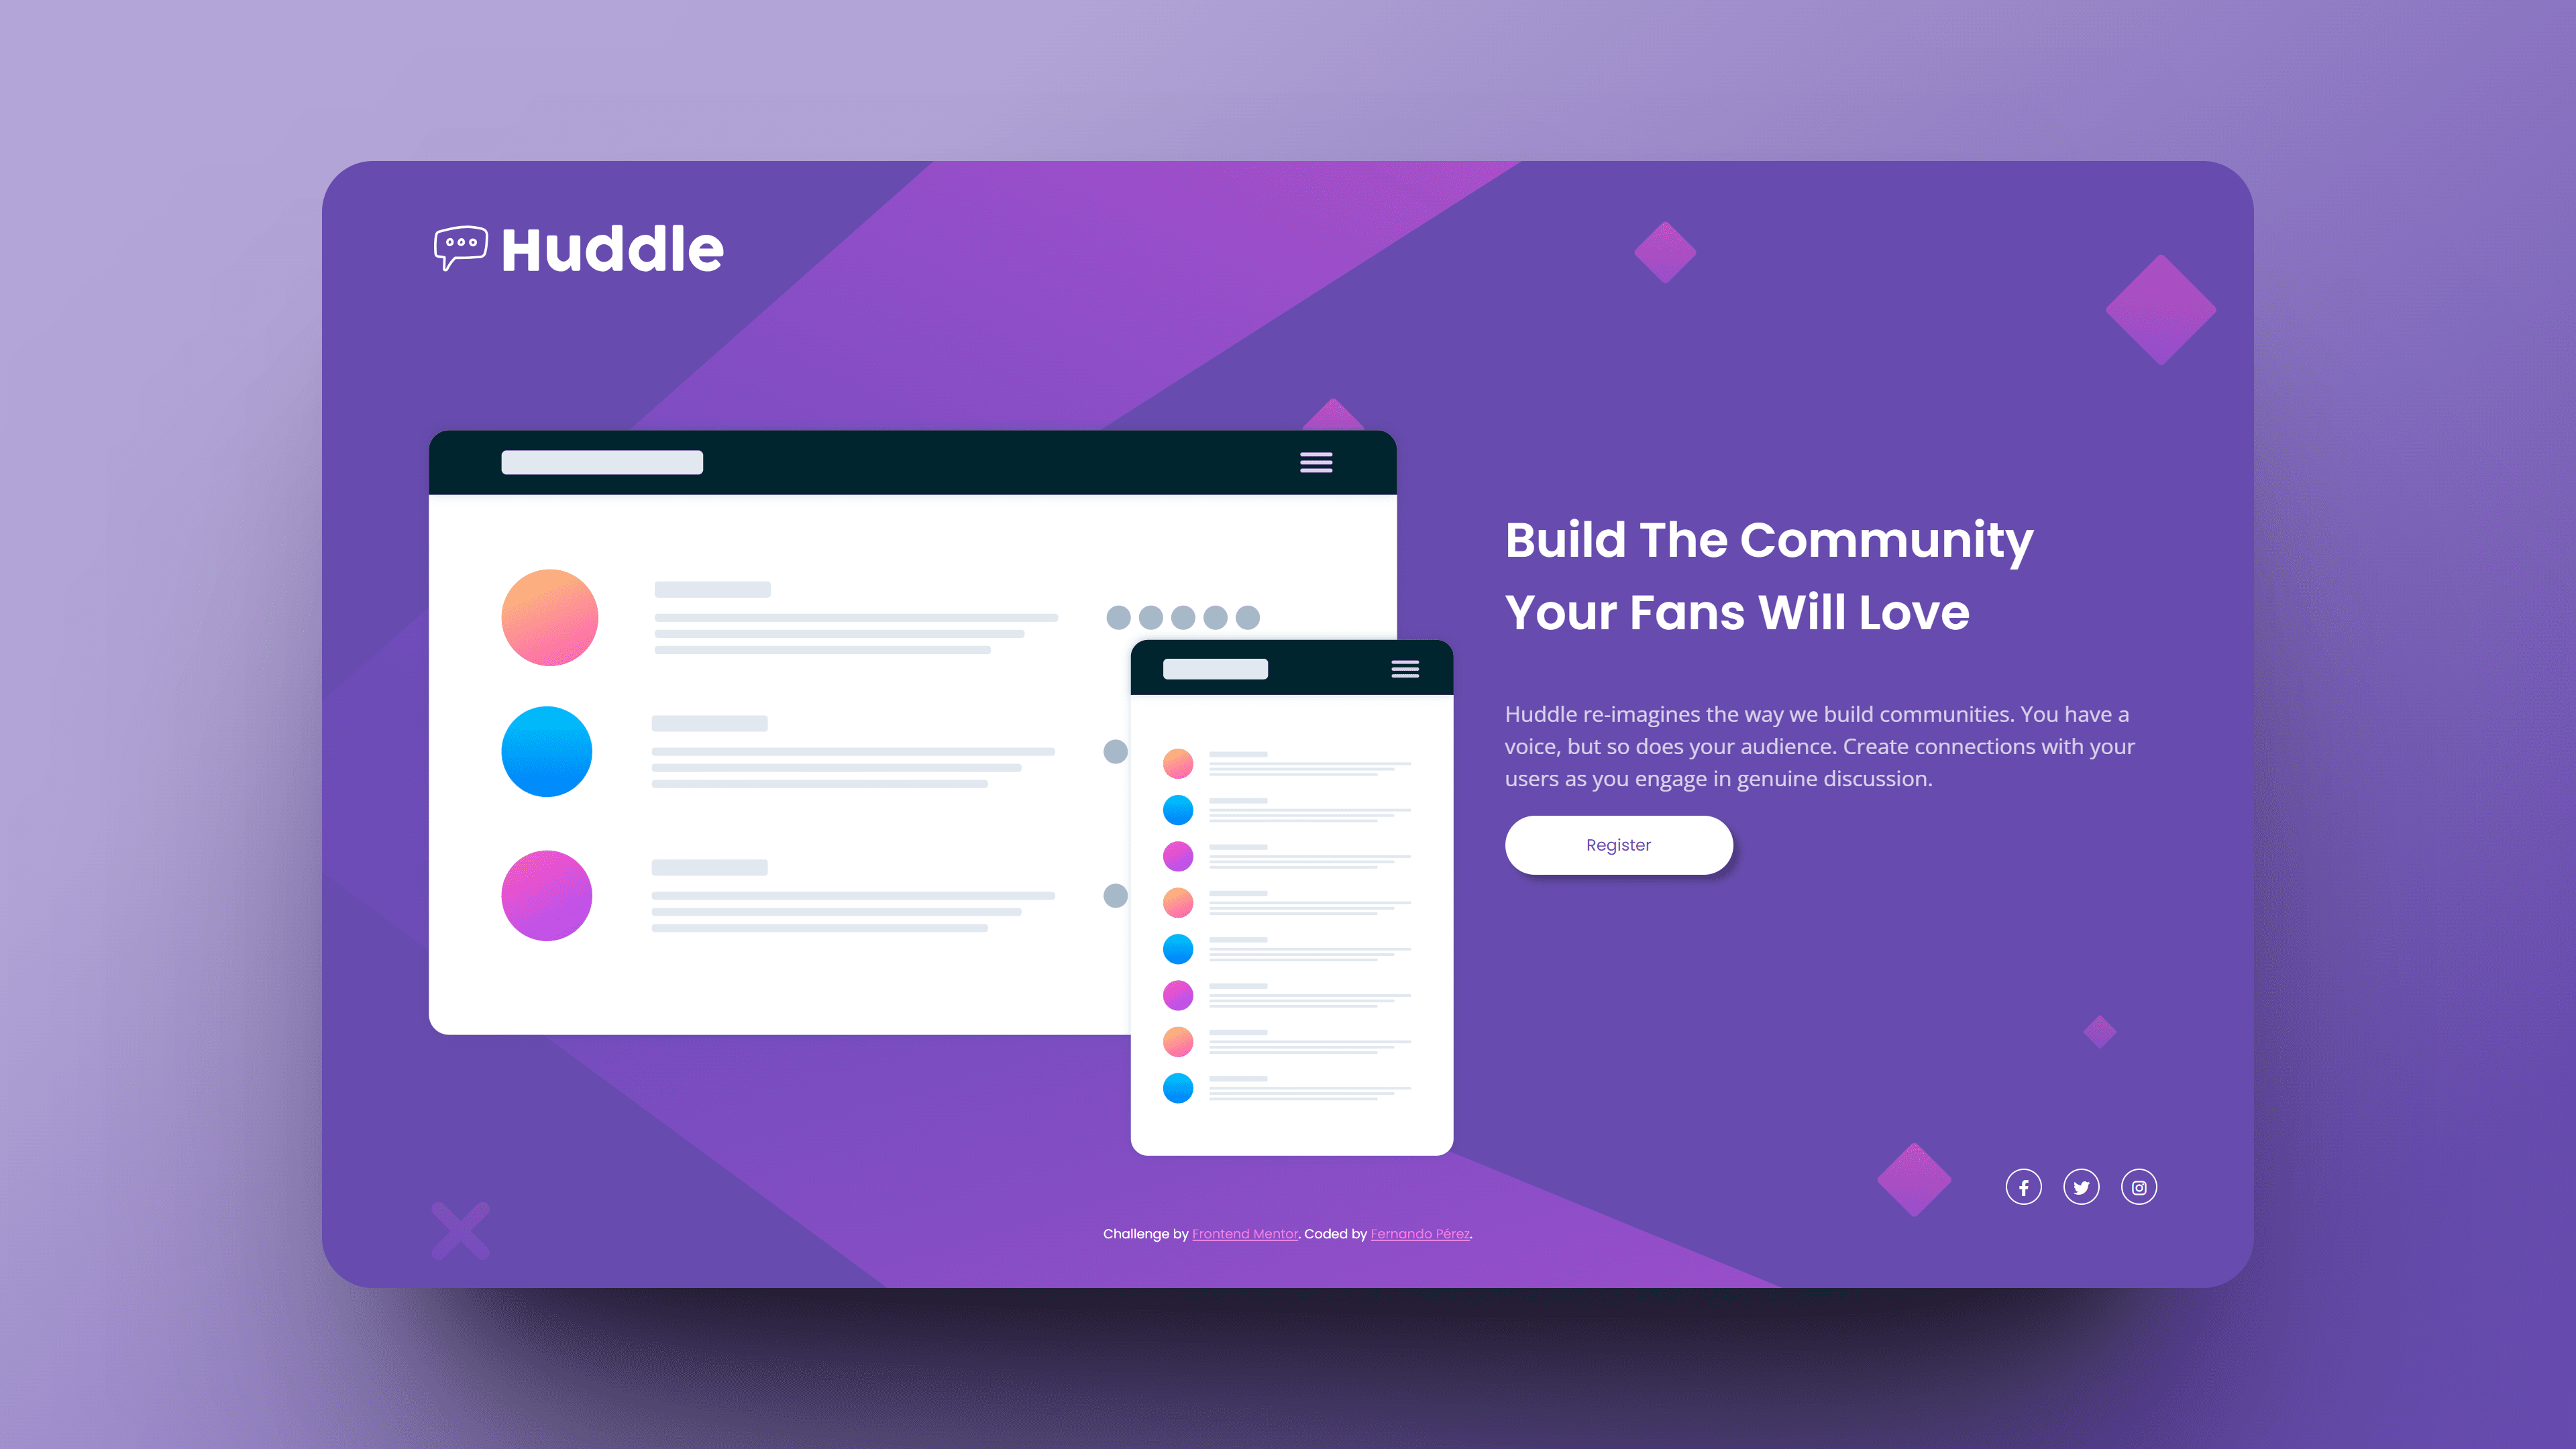 Huddle
Build The Community
Your Fans Will Love
Huddle re-imagines the way we build communities. You have a
voice, but so does your audience. Create connections with your
users as you engage in genuine discussion.
Register
Challenge by Frontend Mentor. Coded by Fernando Pérez.